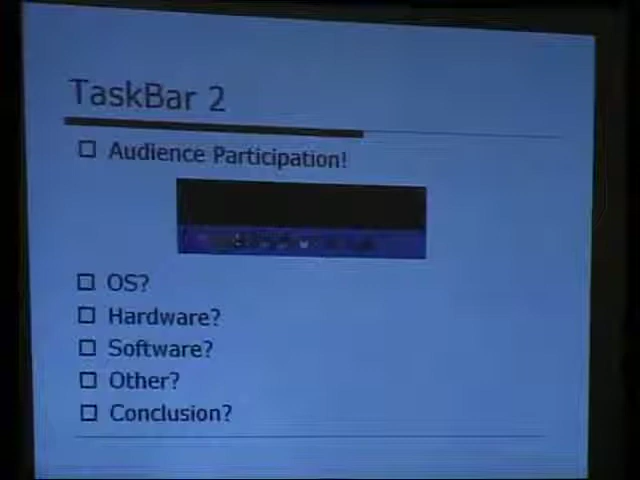 TaskBar 2
Audience Participation!
OS?
Hardware?
Software?
Other?
Conclusion?